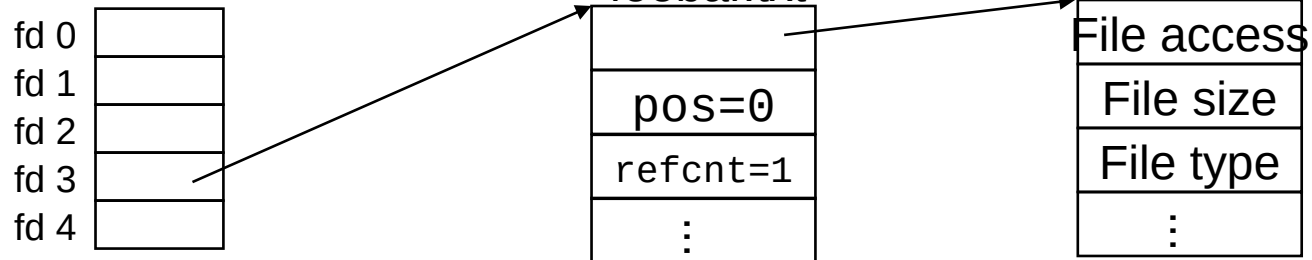 fd 0
fd 1
fd 2
fd 3
fd 4
pos=0
refcnt=1
⋮
File access
File size
File type
⋮